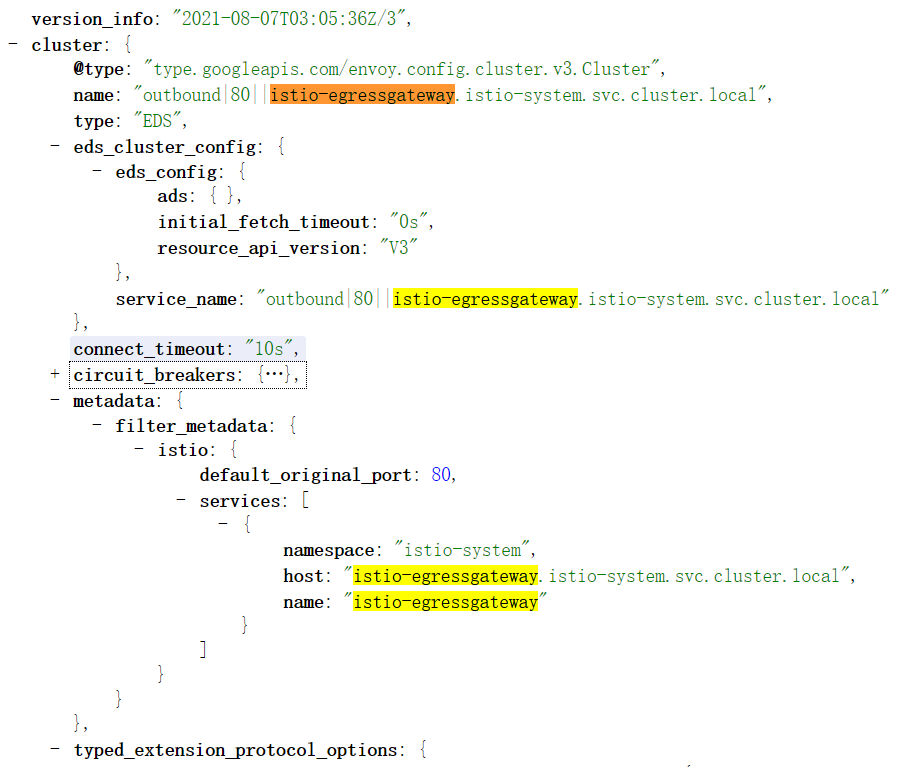 version_info: "2021-08-07T03:05:36Z/3",
- cluster: {
@type: "type.googleapis.com/envoy.config.cluster.v3.Cluster",
name: "outbound|80||istio-egressgateway.istio-system.svc.cluster.local",
type: "EDS",
- eds_cluster_config: {
- eds_config: {
ads: { },
initial_fetch_timeout: "0s",
resource_api_version: "V3"
},
service_name: "outbound|80||istio-egressgateway.istio-system.svc.cluster.local"
},
connect_timeout: "10s",
+ circuit_breakers: {…},
- metadata: {
- filter_metadata: {
- istio: {
default_original_port: 80,
- services: [
- {
namespace: "istio-system",
host: "istio-egressgateway.istio-system.svc.cluster.local",
name: "istio-egressgateway"
}
]
}
}
},
- typed_extension_protocol_options: {